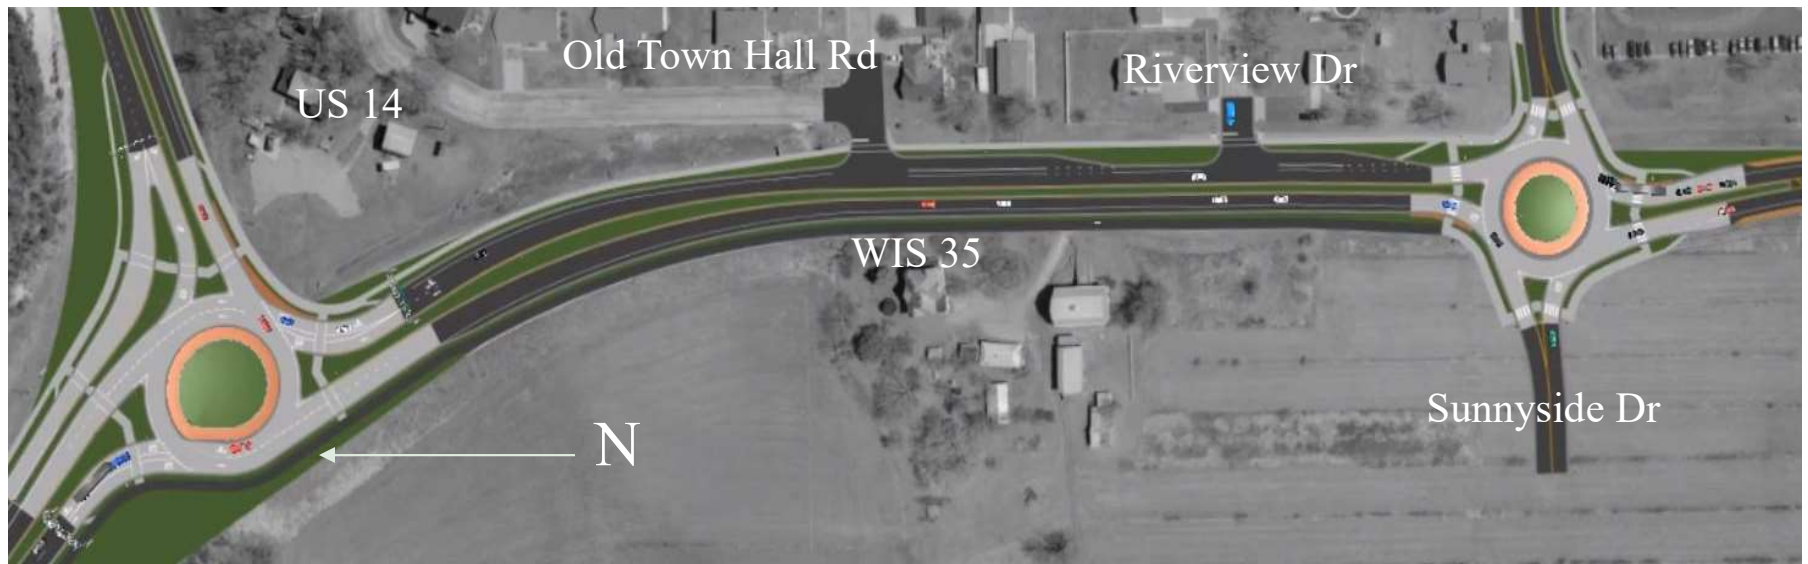 Old Town Hall Rd
Riverview Dr
US 14
WIS 35
Sunnyside Dr
N